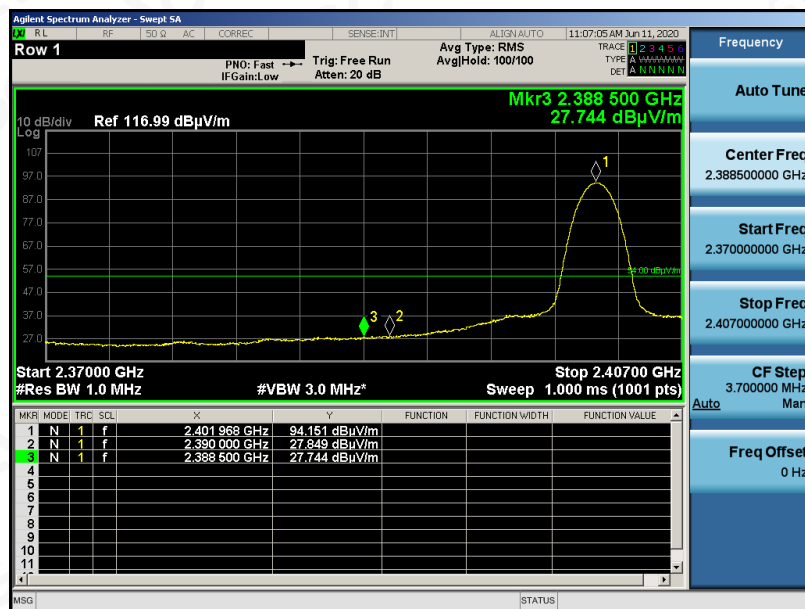 Agilent Spectrum Analyzer - Swept SA
LXI RL RF 50 Ω AC CORREC SENSE:INT ALIGN AUTO 11:07:05 AM Jun 11, 2020
Row 1
PNO: Fast
IFGain:Low
Trig: Free Run
Atten: 20 dB
Avg Type: RMS
Avg|Hold: 100/100
TRACE 1 2 3 4 5 6
TYPE A WWWWW
DET A N N N N N
Mkr3 2.388 500 GHz
27.744 dBµV/m
10 dB/div
Log
Ref 116.99 dBµV/m
107
97.0
87.0
77.0
67.0
57.0
47.0
37.0
27.0
1
54.00 dBµV/m
3
2
Start 2.37000 GHz
Stop 2.40700 GHz
#Res BW 1.0 MHz
#VBW 3.0 MHz*
Sweep 1.000 ms (1001 pts)
MKR MODE TRC SCL X Y FUNCTION FUNCTION WIDTH FUNCTION VALUE
1 N 1 f 2.401 968 GHz 94.151 dBµV/m
2 N 1 f 2.390 000 GHz 27.849 dBµV/m
3 N 1 f 2.388 500 GHz 27.744 dBµV/m
4
5
6
7
8
9
10
11
MSG
STATUS
Frequency
Auto Tune
Center Freq
2.388500000 GHz
Start Freq
2.370000000 GHz
Stop Freq
2.407000000 GHz
CF Step
3.700000 MHz
Auto Man
Freq Offset
0 Hz